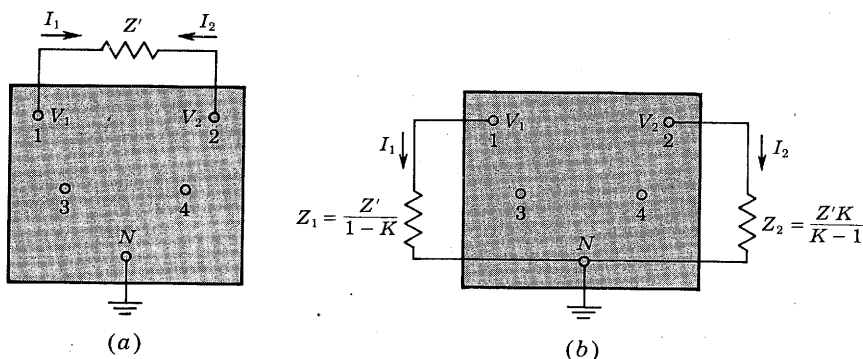 I₁ Z′ I₂
V₁ V₂
1 2
3 4
N
(a)
V₁ V₂
1 2
I₁ I₂
3 4
Z₁ = Z′ / (1 − K) N Z₂ = Z′K / (K − 1)
(b)